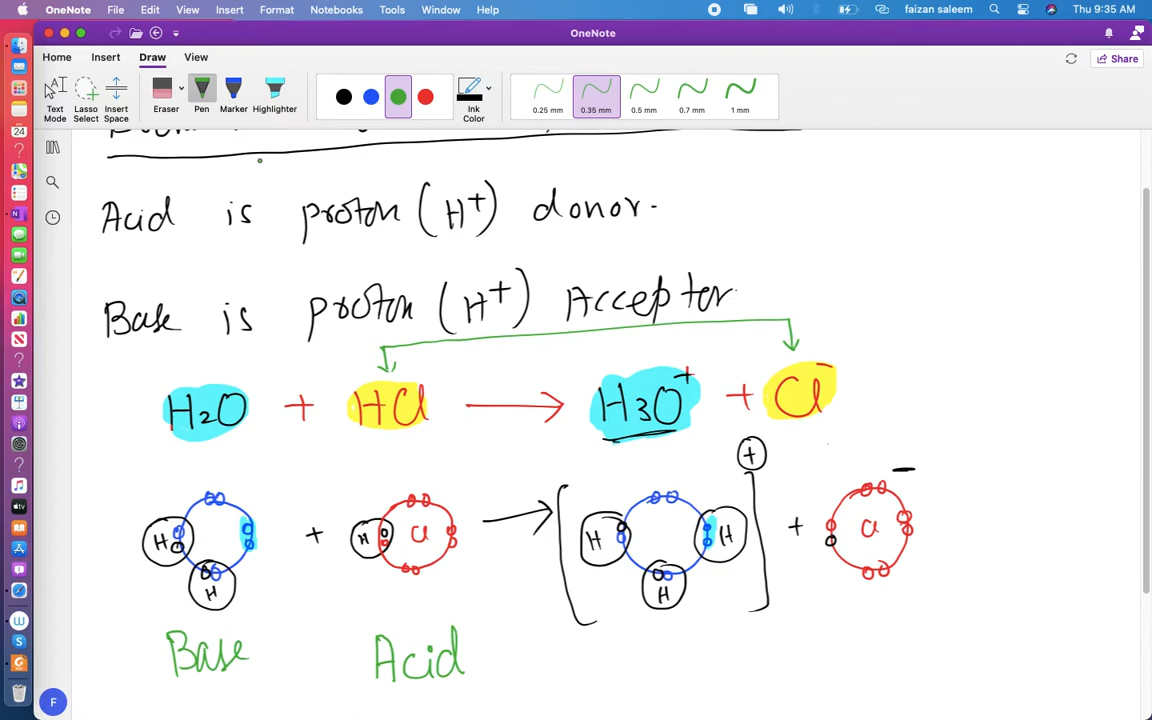 OneNote File Edit View Insert Format Notebooks Tools Window Help faizan saleem Thu 9:35 AM
OneNote
Home Insert Draw View Share
Text Mode Lasso Select Insert Space Eraser Pen Marker Highlighter Ink Color 0.25 mm 0.35 mm 0.5 mm 0.7 mm 1 mm
Acid is proton (H+) donor.
Base is proton (H+) Acceptor
H2O + HCl → H3O+ + Cl−
H H + H Cl → [H H H]+ + Cl −
Base Acid
F